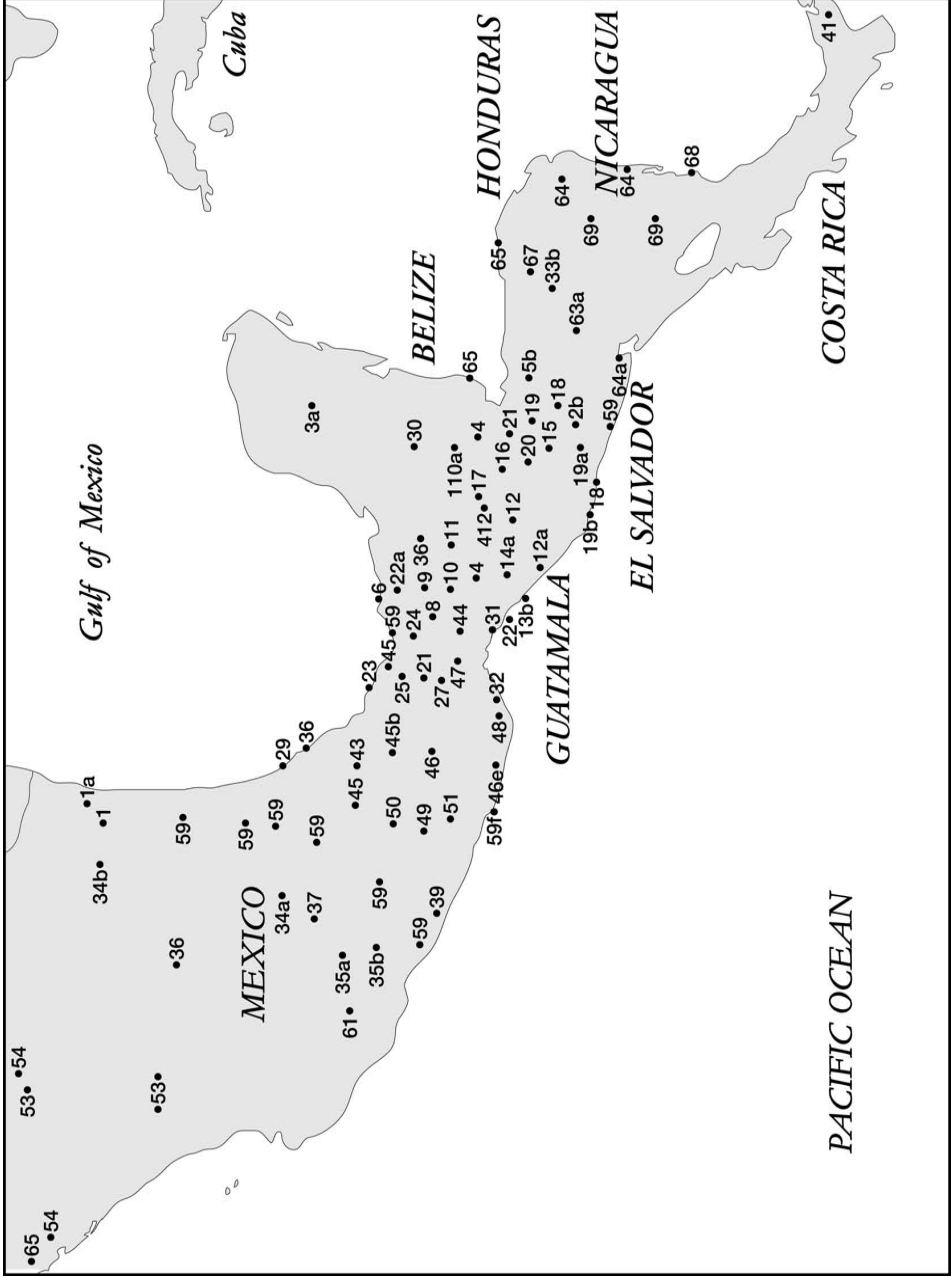 Gulf of Mexico
Cuba
MEXICO
BELIZE
HONDURAS
NICARAGUA
GUATAMALA
EL SALVADOR
COSTA RICA
PACIFIC OCEAN
65
54
53
54
53
36
34b
1
1a
59
59
59
59
34a
37
35a
35b
61
59
59
39
29
36
45
43
50
49
51
45b
46
59f
46e
48
32
23
45
25
21
27
47
59
24
8
44
31
22
13b
6
22a
9
10
4
14a
12a
36
11
412
17
12
3a
30
110a
4
16
21
20
19
15
18
5b
2b
19a
19b
18
59
64a
65
65
67
33b
63a
64
64
69
69
68
41